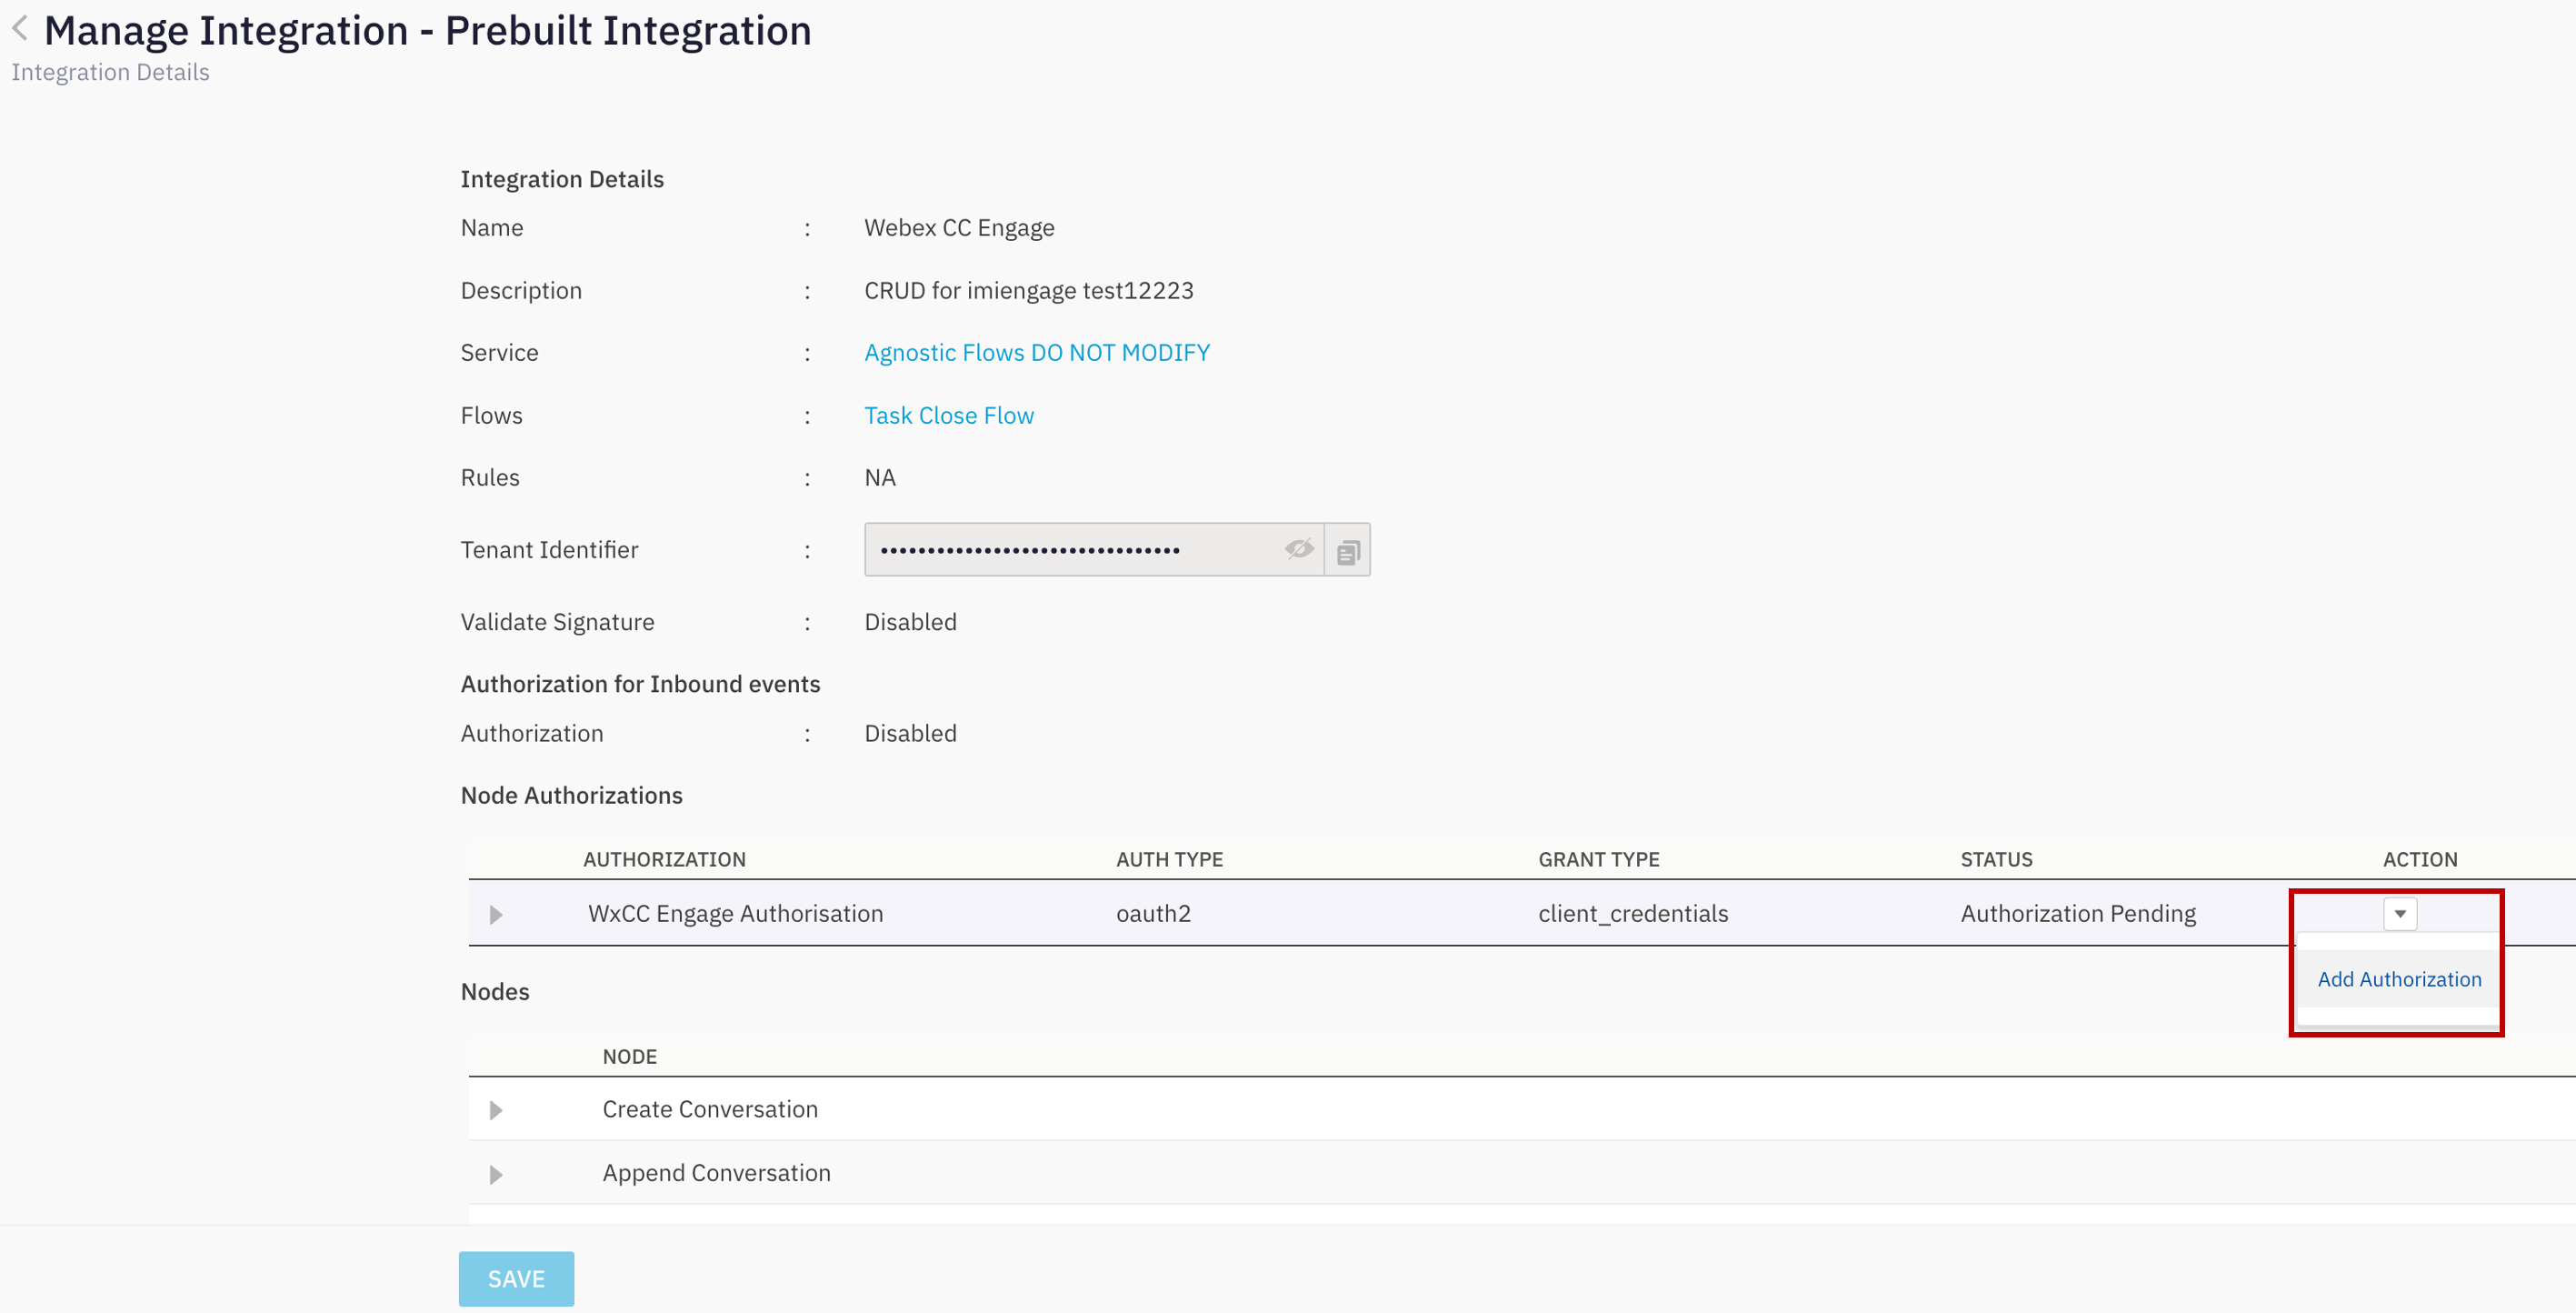 Manage Integration - Prebuilt Integration
Integration Details
Integration Details
Name : Webex CC Engage
Description : CRUD for imiengage test12223
Service : Agnostic Flows DO NOT MODIFY
Flows : Task Close Flow
Rules : NA
Tenant Identifier : ••••••••••••••••••••••••••••••••
Validate Signature : Disabled
Authorization for Inbound events
Authorization : Disabled
Node Authorizations
AUTHORIZATION AUTH TYPE GRANT TYPE STATUS ACTION
WxCC Engage Authorisation oauth2 client_credentials Authorization Pending
Add Authorization
Nodes
NODE
Create Conversation
Append Conversation
SAVE